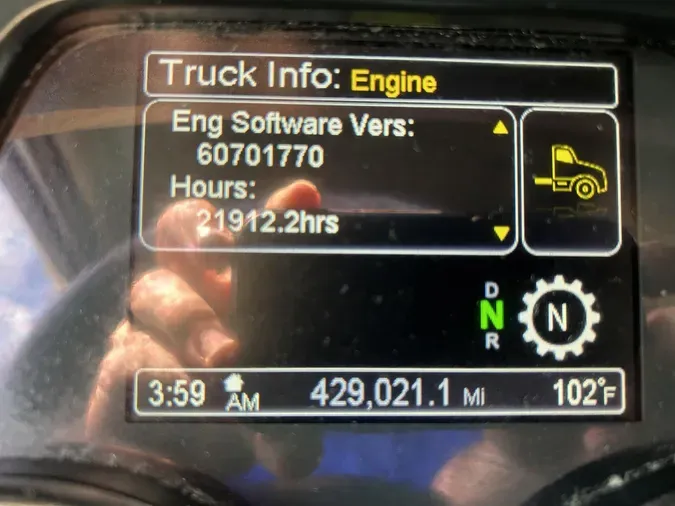 Truck Info: Engine
Eng Software Vers:
60701770
Hours:
21912.2hrs
D
N
R
N
3:59 AM 429,021.1 Mi 102°F